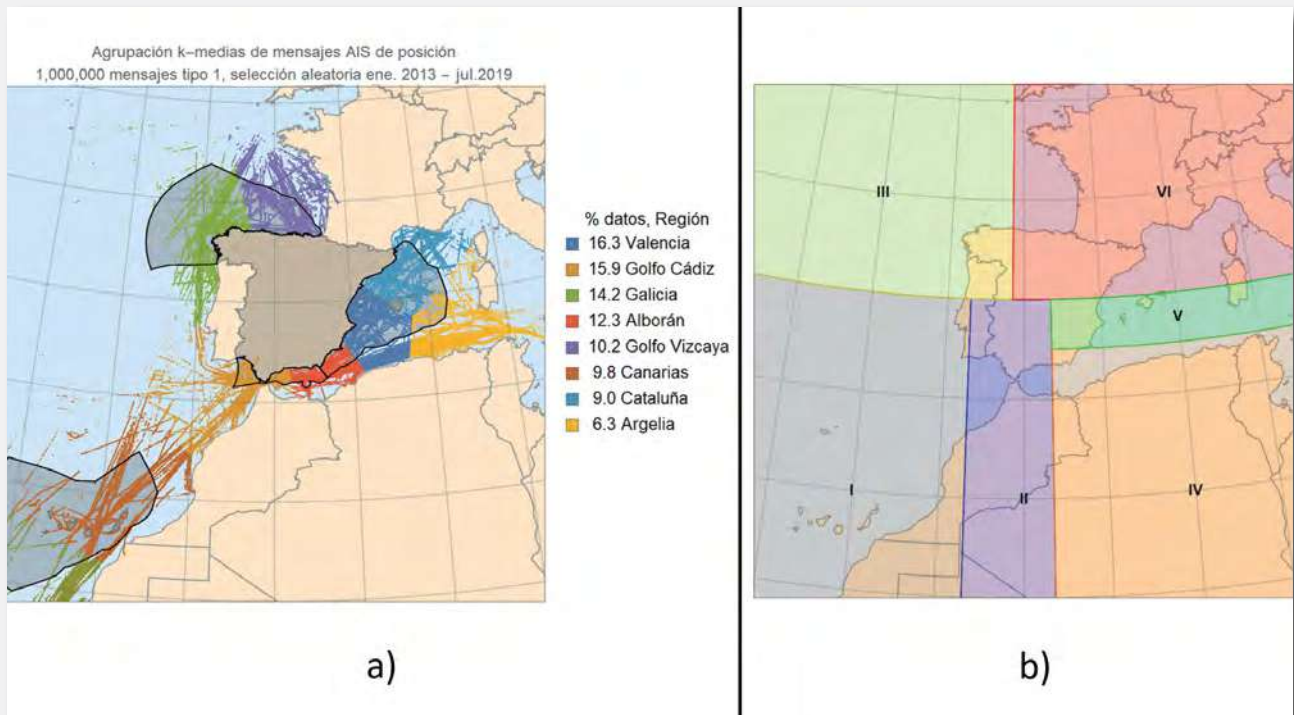 Agrupación k–medias de mensajes AIS de posición
1,000,000 mensajes tipo 1, selección aleatoria ene. 2013 – jul.2019
% datos, Región
16.3 Valencia
15.9 Golfo Cádiz
14.2 Galicia
12.3 Alborán
10.2 Golfo Vizcaya
9.8 Canarias
9.0 Cataluña
6.3 Argelia
a)
III
VI
V
I
II
IV
b)